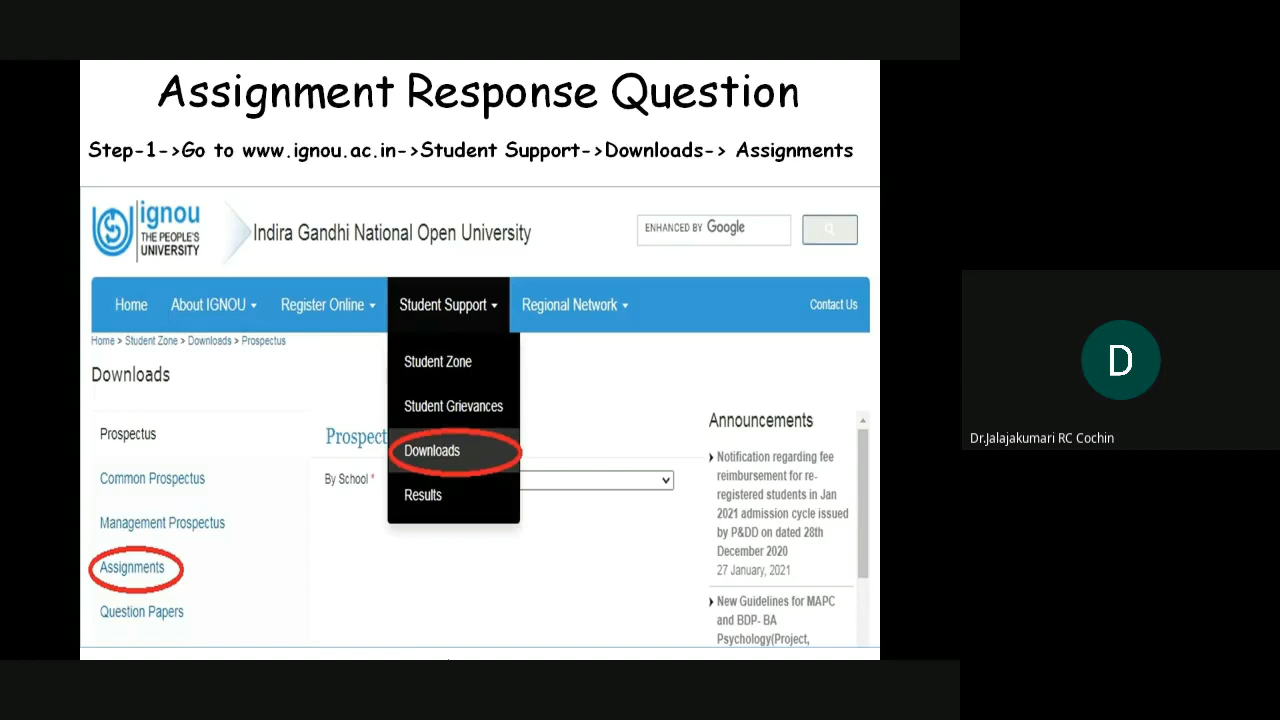 Assignment Response Question
Step-1->Go to www.ignou.ac.in->Student Support->Downloads-> Assignments
ignou
THE PEOPLE'S
UNIVERSITY
Indira Gandhi National Open University
ENHANCED BY Google
Home
About IGNOU
Register Online
Student Support
Regional Network
Contact Us
Home > Student Zone > Downloads > Prospectus
Downloads
Student Zone
Student Grievances
Downloads
Results
Prospectus
Common Prospectus
Management Prospectus
Assignments
Question Papers
Prospect
By School *
Announcements
Notification regarding fee
reimbursement for re-
registered students in Jan
2021 admission cycle issued
by P&DD on dated 28th
December 2020
27 January, 2021
New Guidelines for MAPC
and BDP- BA
Psychology(Project,
D
Dr.Jalajakumari RC Cochin